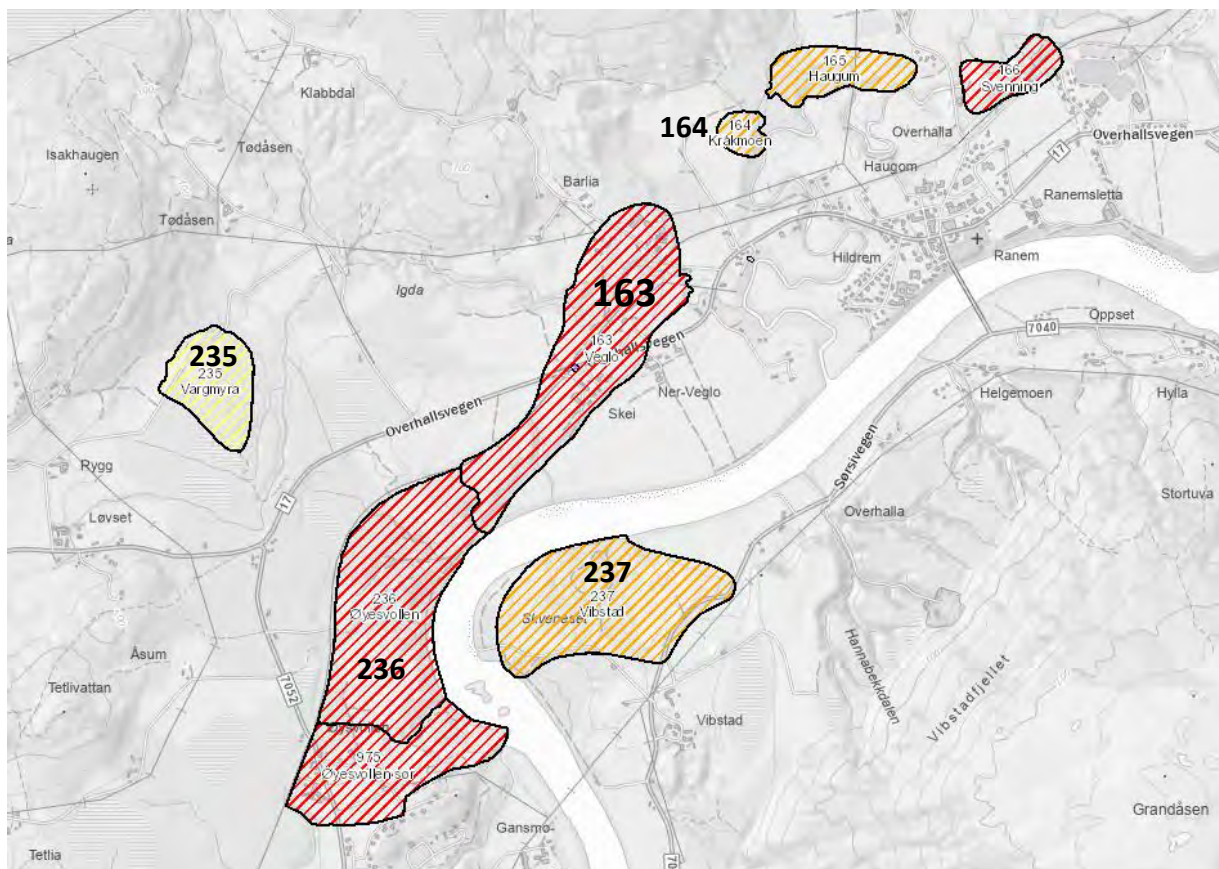 165
Haugum
166
Svenning
Klabbdal
164
164
Kråkmoen
Overhalla
Overhallsvegen
17
Isakhaugen
Tødåsen
Haugom
Barlia
Ranemsletta
Tødåsen
Hildrem
Ranem
Igda
163
Oppset
7040
163
Veglo
hallsvegen
235
235
Vargmyra
Ner-Veglo
Helgemoen
Hylla
Skei
Overhallsvegen
Sørsivegen
Rygg
17
Stortuva
Løvset
Overhalla
237
237
Vibstad
236
Øyesvollen
Åsum
236
Tetlivattan
7052
Hannabekkdalen
Vibstadfjellet
Vibstad
975
Øyesvollen sør
Grandåsen
Gansmo-
Tetlia
70